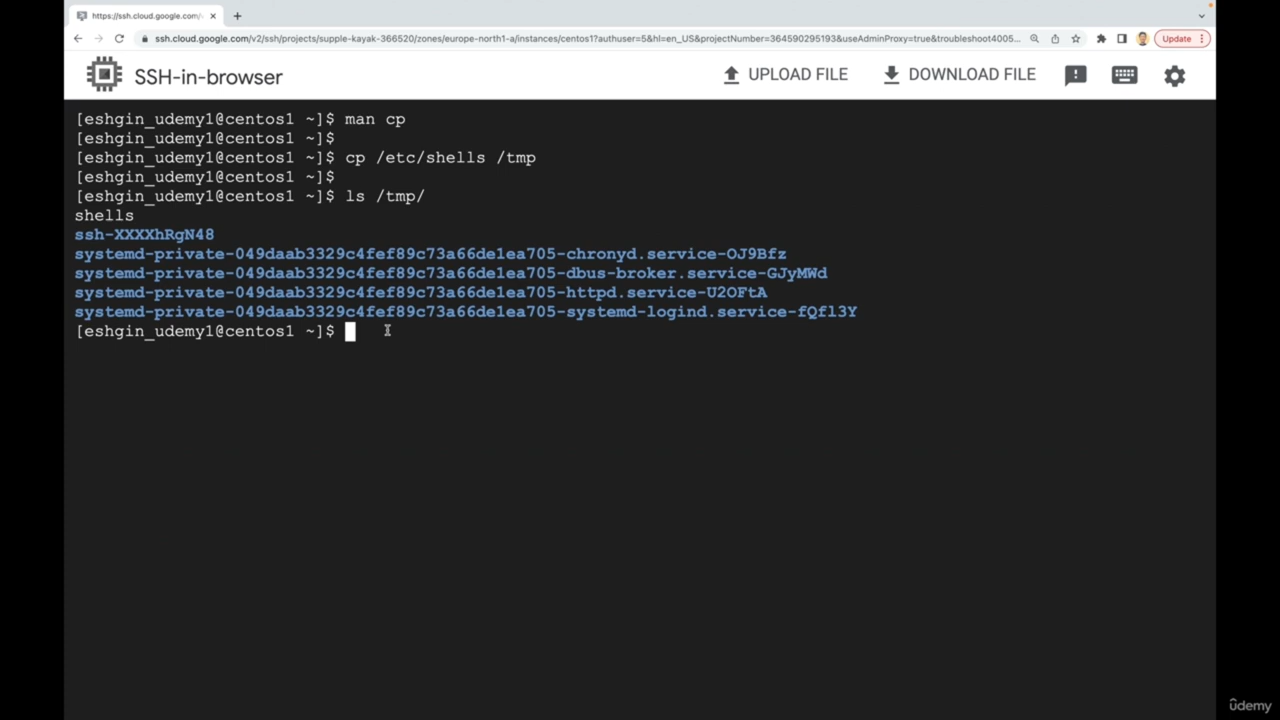 https://ssh.cloud.google.com/v
ssh.cloud.google.com/v2/ssh/projects/supple-kayak-366520/zones/europe-north1-a/instances/centos1?authuser=5&hl=en_US&projectNumber=364590295193&useAdminProxy=true&troubleshoot4005...
Update
SSH-in-browser
UPLOAD FILE
DOWNLOAD FILE
[eshgin_udemy1@centos1 ~]$ man cp
[eshgin_udemy1@centos1 ~]$
[eshgin_udemy1@centos1 ~]$ cp /etc/shells /tmp
[eshgin_udemy1@centos1 ~]$
[eshgin_udemy1@centos1 ~]$ ls /tmp/
shells
ssh-XXXXhRgN48
systemd-private-049daab3329c4fef89c73a66de1ea705-chronyd.service-OJ9Bfz
systemd-private-049daab3329c4fef89c73a66de1ea705-dbus-broker.service-GJyMWd
systemd-private-049daab3329c4fef89c73a66de1ea705-httpd.service-U2OFtA
systemd-private-049daab3329c4fef89c73a66de1ea705-systemd-logind.service-fQfl3Y
[eshgin_udemy1@centos1 ~]$
ûdemy